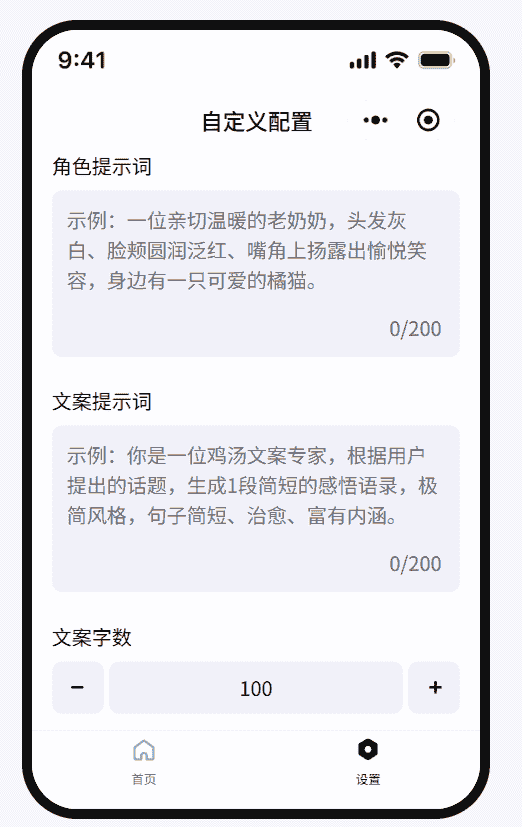 9:41
自定义配置
角色提示词
示例：一位亲切温暖的老奶奶，头发灰
白、脸颊圆润泛红、嘴角上扬露出愉悦笑
容，身边有一只可爱的橘猫。
0/200
文案提示词
示例：你是一位鸡汤文案专家，根据用户
提出的话题，生成1段简短的感悟语录，极
简风格，句子简短、治愈、富有内涵。
0/200
文案字数
− 100 +
首页 设置